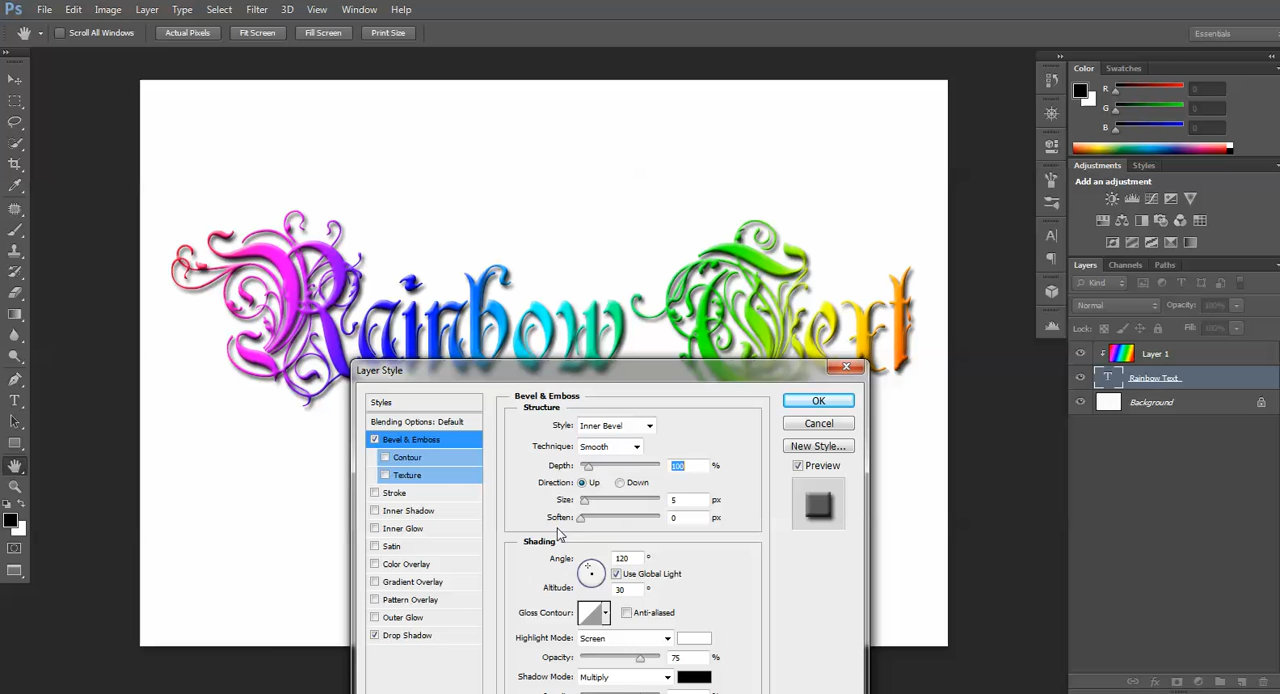 Ps File Edit Image Layer Type Select Filter 3D View Window Help
Scroll All Windows Actual Pixels Fit Screen Fill Screen Print Size Essentials
Color Swatches
R 0
G 0
B 0
Adjustments Styles
Add an adjustment
Rainbow Text
Layers Channels Paths
Kind
Normal Opacity: 100%
Lock: Fill: 100%
Layer 1
T Rainbow Text
Background
Layer Style
Styles
Blending Options: Default
Bevel & Emboss
Contour
Texture
Stroke
Inner Shadow
Inner Glow
Satin
Color Overlay
Gradient Overlay
Pattern Overlay
Outer Glow
Drop Shadow
Bevel & Emboss
Structure
Style: Inner Bevel
Technique: Smooth
Depth: 100 %
Direction: Up Down
Size: 5 px
Soften: 0 px
Shading
Angle: 120 °
Use Global Light
Altitude: 30 °
Gloss Contour: Anti-aliased
Highlight Mode: Screen
Opacity: 75 %
Shadow Mode: Multiply
OK
Cancel
New Style...
Preview